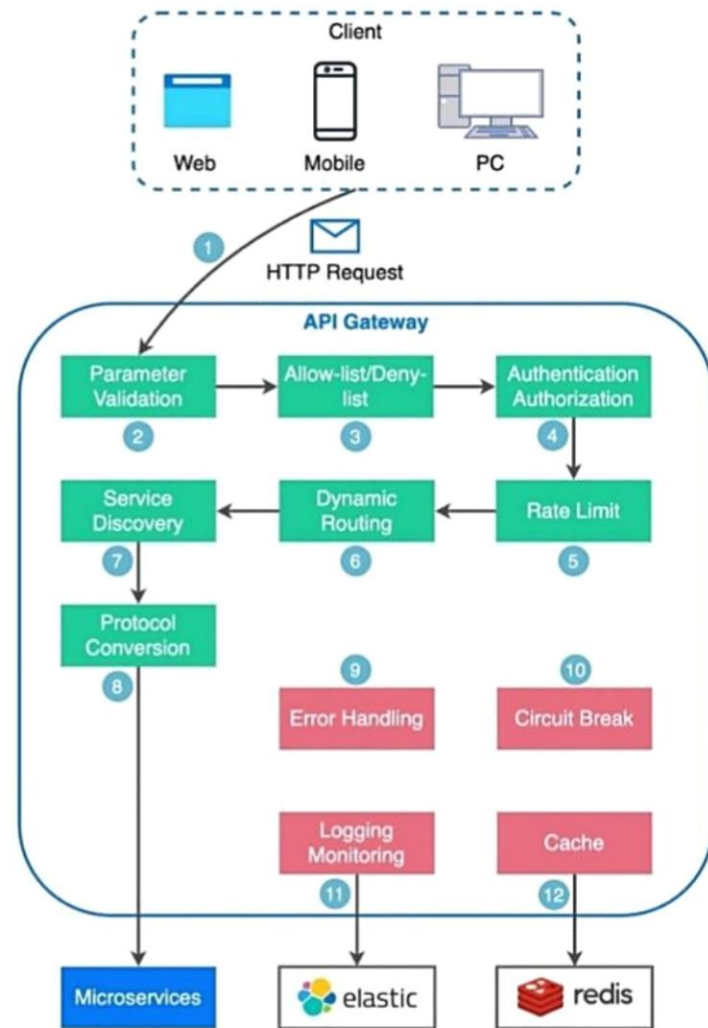 Client
Web
Mobile
PC
1
HTTP Request
API Gateway
Parameter
Validation
2
Allow-list/Deny-
list
3
Authentication
Authorization
4
Rate Limit
5
Dynamic
Routing
6
Service
Discovery
7
Protocol
Conversion
8
9
Error Handling
10
Circuit Break
Logging
Monitoring
11
Cache
12
Microservices
elastic
redis